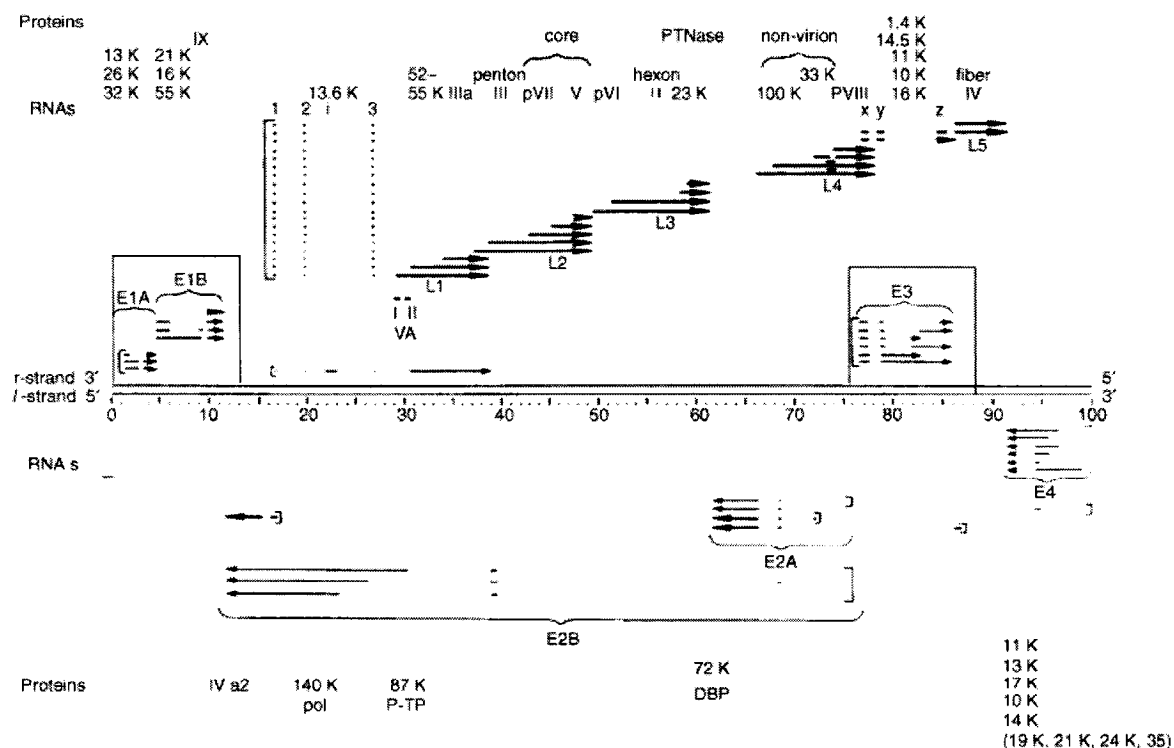 Proteins
IX
core
PTNase
non-virion
1.4 K
14.5 K
13 K 21 K
11 K
26 K 16 K
52– penton hexon 33 K 10 K fiber
32 K 55 K 13.6 K 55 K IIIa III pVII V pVI II 23 K 100 K PVIII 16 K IV
RNAs 1 2 i 3 x y z
L5
L4
L3
L2
L1
E1A E1B
I II
VA
E3
r-strand 3′ 5′
l-strand 5′ 3′
0 10 20 30 40 50 60 70 80 90 100
RNA s
E4
E2A
E2B
Proteins
IV a2 140 K 87 K 72 K
pol P-TP DBP
11 K
13 K
17 K
10 K
14 K
(19 K, 21 K, 24 K, 35)